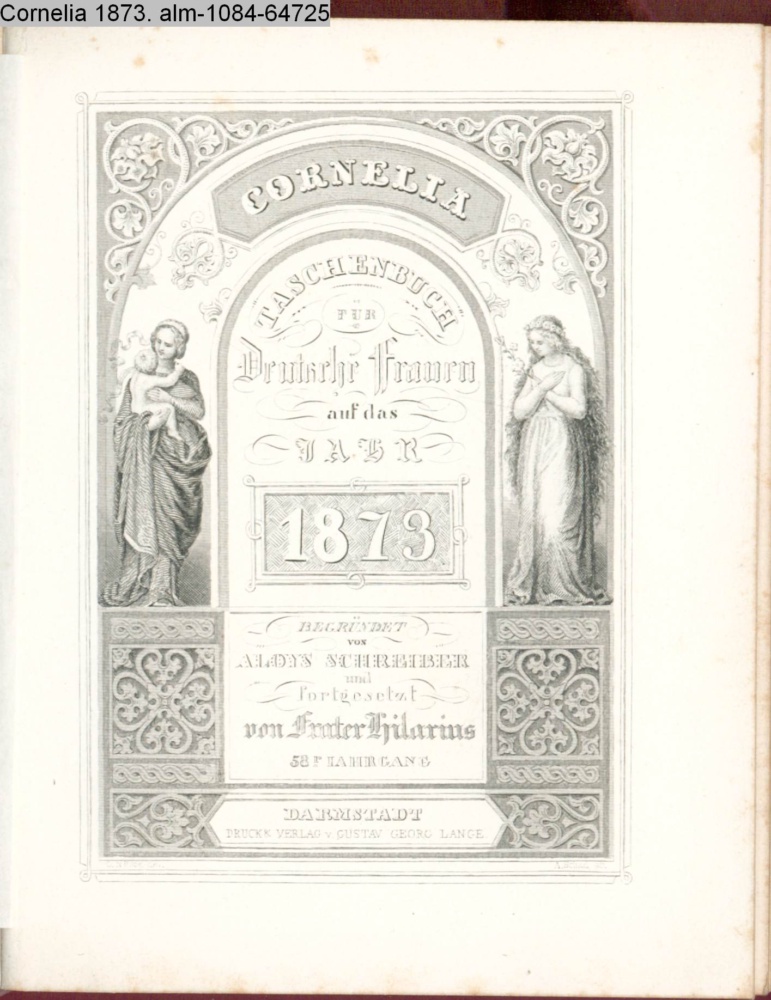 Cornelia 1873. alm-1084-64725
CORNELIA
TASCHENBUCH
FÜR
Deutsche Frauen
auf das
JAHR
1873
BEGRÜNDET
VON
ALOYS SCHREIBER
und
fortgesetzt
von Frater Hilarius
58r JAHRGANG
DARMSTADT
DRUCK & VERLAG v. GUSTAV GEORG LANGE